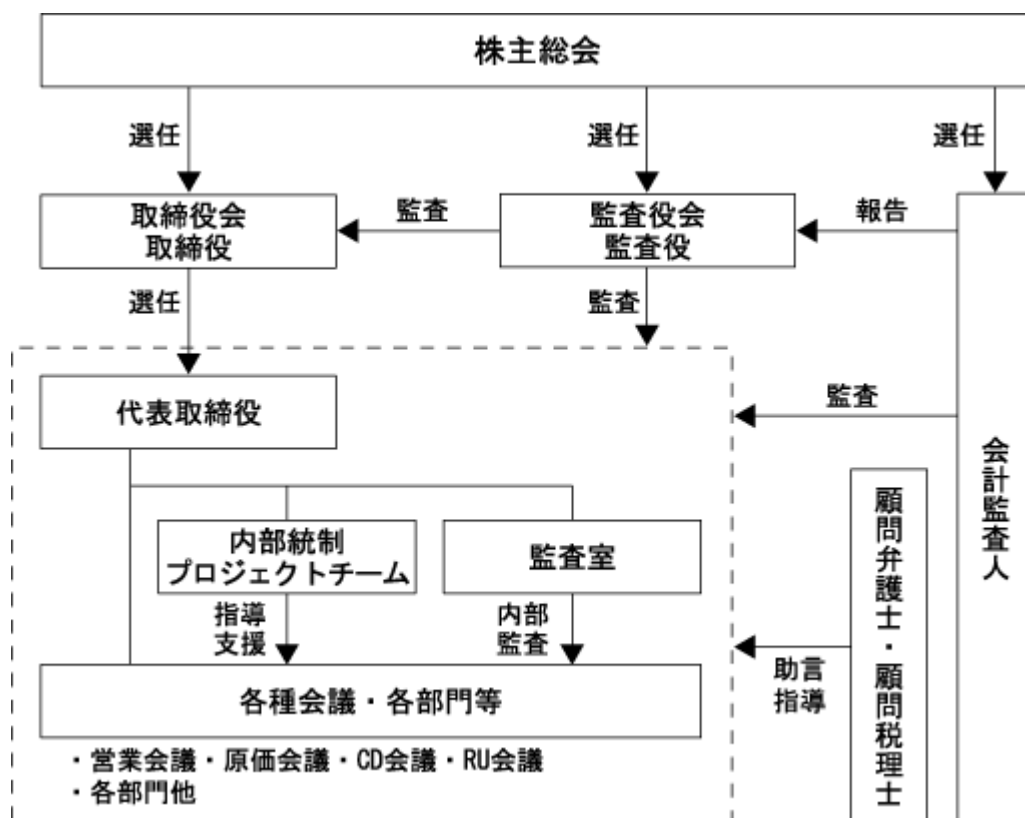 株主総会
選任
選任
選任
取締役会
取締役
監査
監査役会
監査役
報告
選任
監査
代表取締役
監査
会計監査人
顧問弁護士・顧問税理士
内部統制
プロジェクトチーム
監査室
指導
支援
内部
監査
助言
指導
各種会議・各部門等
・営業会議・原価会議・CD会議・RU会議
・各部門他